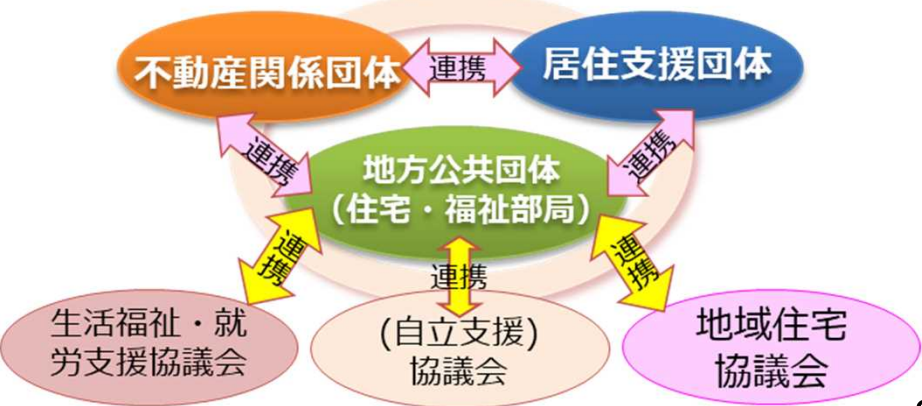 不動産関係団体
連携
居住支援団体
連携
連携
地方公共団体
(住宅・福祉部局)
連携
連携
連携
生活福祉・就
労支援協議会
(自立支援)
協議会
地域住宅
協議会